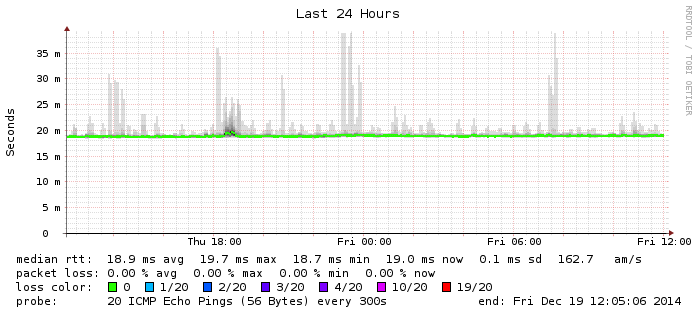 Last 24 Hours
RRDTOOL / TOBI OETIKER
Seconds
35 m
30 m
25 m
20 m
15 m
10 m
5 m
0
Thu 18:00 Fri 00:00 Fri 06:00 Fri 12:00
median rtt: 18.9 ms avg 19.7 ms max 18.7 ms min 19.0 ms now 0.1 ms sd 162.7 am/s
packet loss: 0.00 % avg 0.00 % max 0.00 % min 0.00 % now
loss color: 0 1/20 2/20 3/20 4/20 10/20 19/20
probe: 20 ICMP Echo Pings (56 Bytes) every 300s end: Fri Dec 19 12:05:06 2014